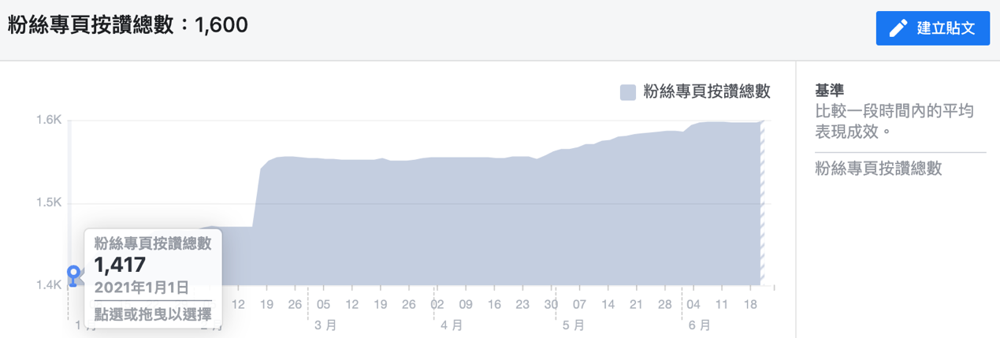 粉絲專頁按讚總數：1,600
建立貼文
粉絲專頁按讚總數
基準
比較一段時間內的平均
表現成效。
粉絲專頁按讚總數
1.6K
1.5K
1.4K
粉絲專頁按讚總數
1,417
2021年1月1日
點選或拖曳以選擇
12 19 26 05 12 19 26 02 09 16 23 30 07 14 21 28 04 11 18
1 月 2 月 3 月 4 月 5 月 6 月